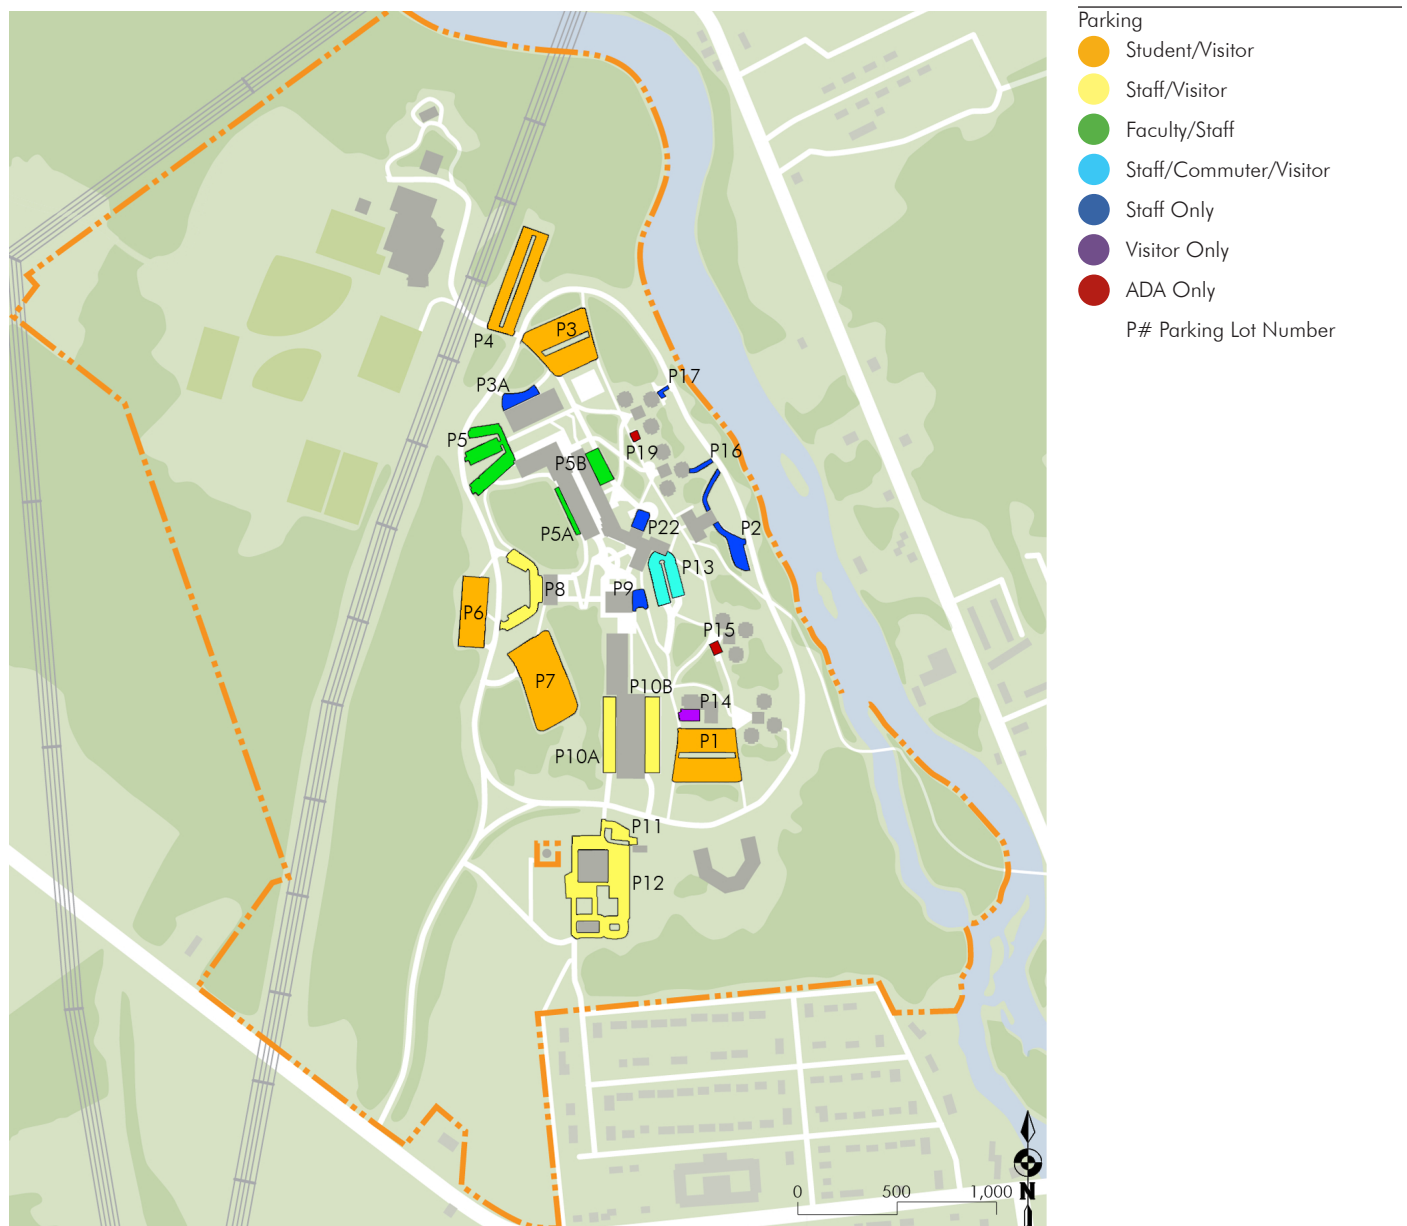 Parking
Student/Visitor
Staff/Visitor
Faculty/Staff
Staff/Commuter/Visitor
Staff Only
Visitor Only
ADA Only
P# Parking Lot Number
P3
P4
P17
P3A
P5
P19
P16
P5B
P22
P2
P5A
P13
P8
P9
P6
P15
P7
P10B
P14
P1
P10A
P11
P12
0 500 1,000
N